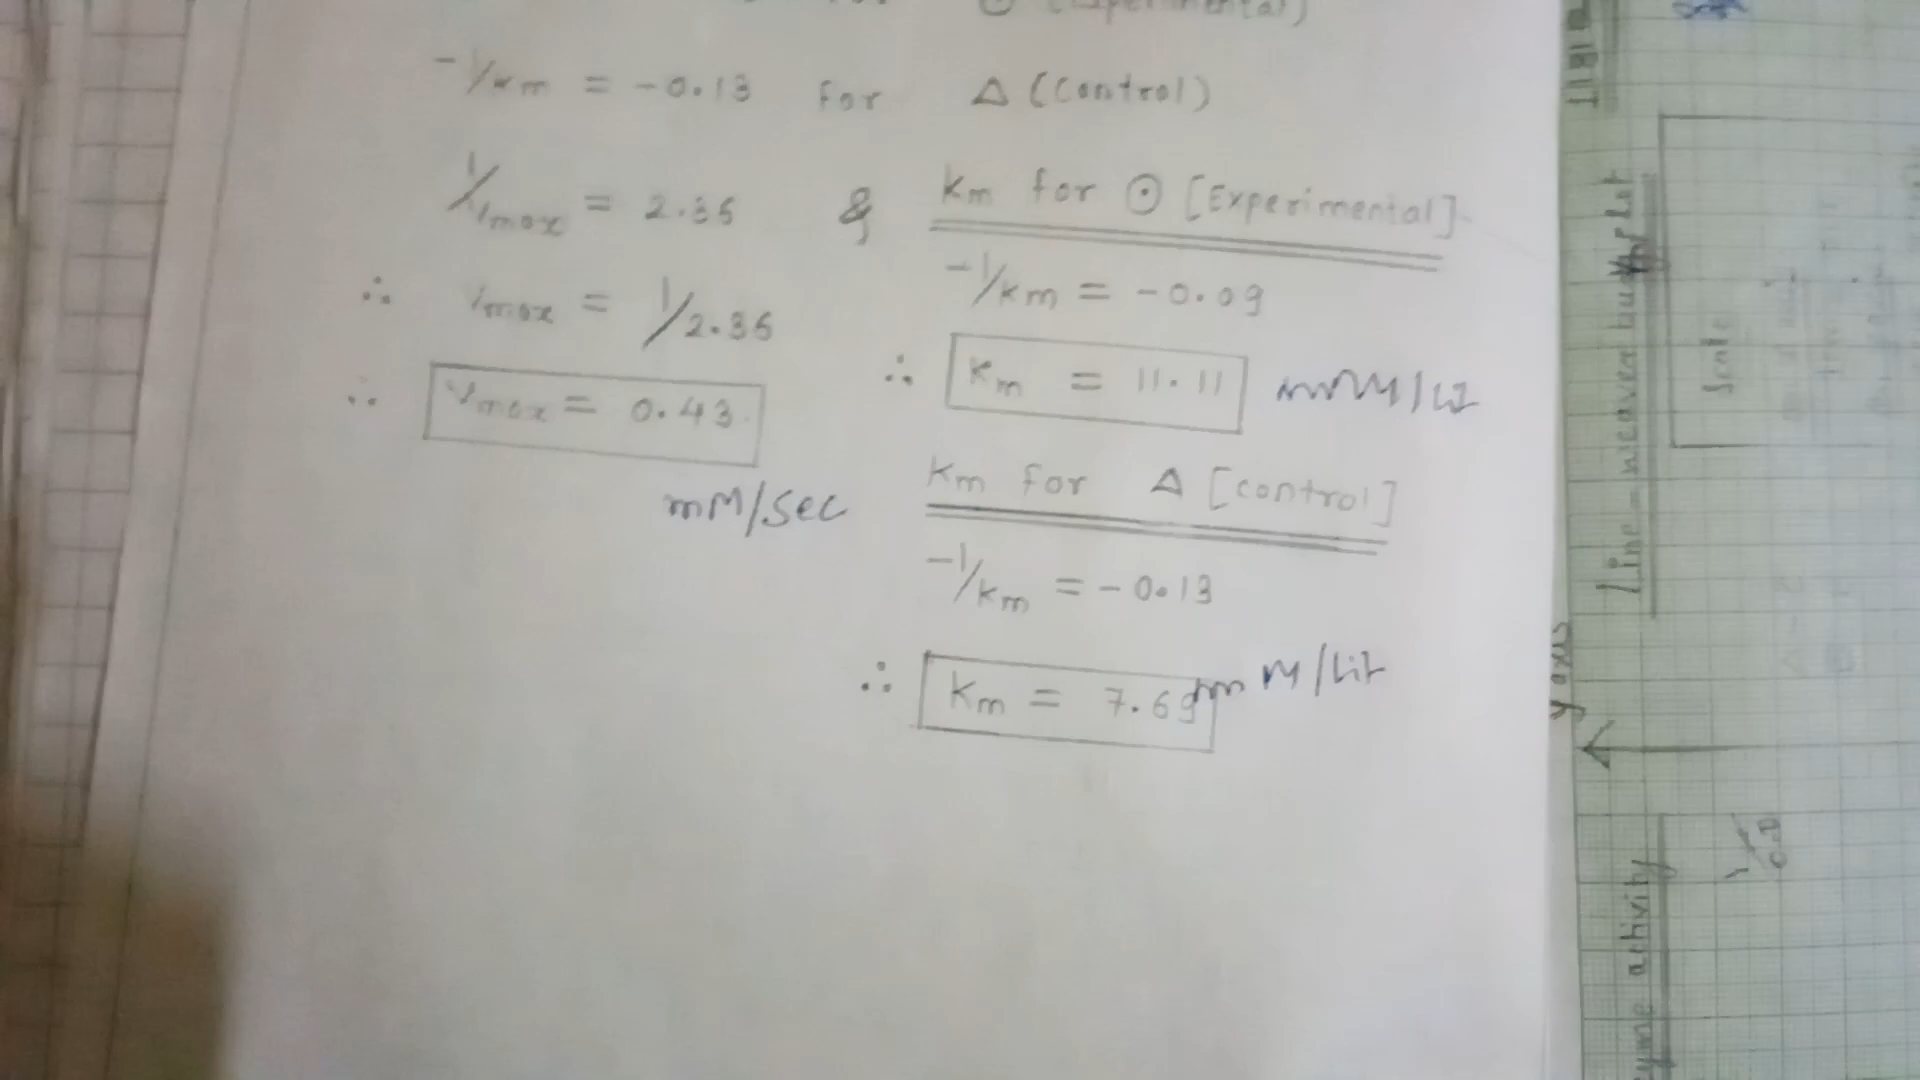 (Experimental)
-1/km = -0.13 for Δ (Control)
1/Vmax = 2.35 & Km for ⊙ [Experimental]
∴ Vmax = 1/2.35
-1/km = -0.09
∴ Vmax = 0.43 mM/sec
∴ Km = 11.11
Km for Δ [control]
-1/Km = -0.13
∴ Km = 7.69 mM/Lit
Line-weaver burk plot
Scale
y axis
1/O.D
activity